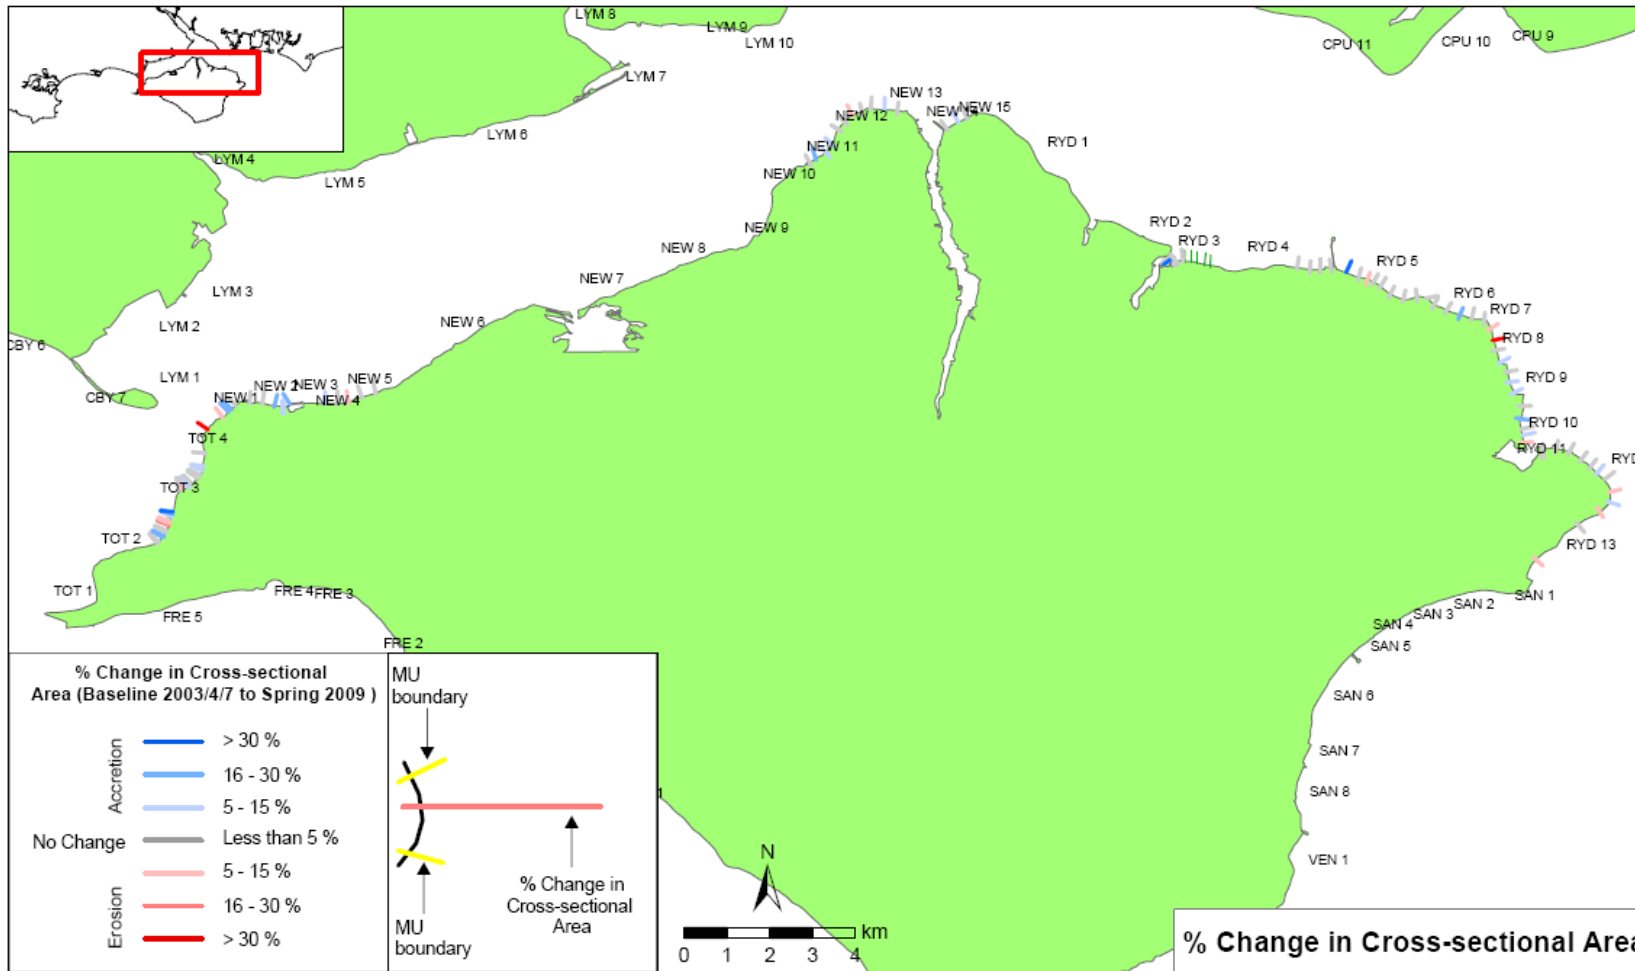 LYM 8
LYM 9
LYM 10
CPU 11
CPU 10
CPU 9
LYM 7
NEW 13
NEW 14
NEW 15
NEW 12
LYM 6
RYD 1
NEW 11
LYM 4
NEW 10
LYM 5
RYD 2
NEW 9
RYD 3
NEW 8
RYD 4
RYD 5
NEW 7
LYM 3
RYD 6
RYD 7
LYM 2
NEW 6
RYD 8
CBY 6
LYM 1
NEW 2
NEW 3
NEW 5
RYD 9
CBY 7
NEW 1
NEW 4
RYD 10
TOT 4
RYD 11
RYD
TOT 3
TOT 2
RYD 13
TOT 1
FRE 4
FRE 3
SAN 1
SAN 2
FRE 5
SAN 3
SAN 4
FRE 2
SAN 5
SAN 6
SAN 7
SAN 8
VEN 1
% Change in Cross-sectional
Area (Baseline 2003/4/7 to Spring 2009 )
Accretion
> 30 %
16 - 30 %
5 - 15 %
No Change
Less than 5 %
Erosion
5 - 15 %
16 - 30 %
> 30 %
MU
boundary
% Change in
Cross-sectional
Area
MU
boundary
1
N
km
0 1 2 3 4
% Change in Cross-sectional Area